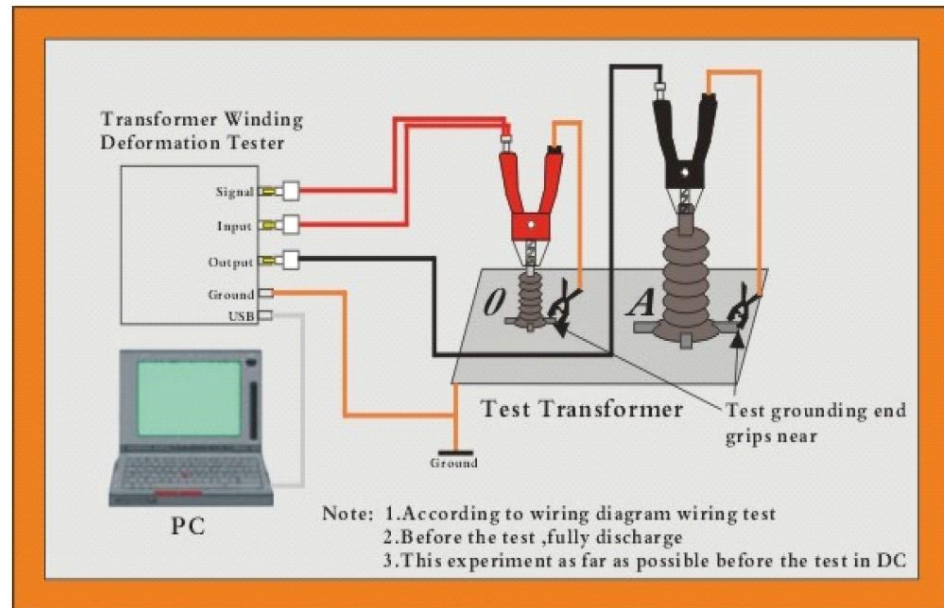 Transformer Winding
Deformation Tester
Signal
Input
Output
Ground
USB
0
A
Test Transformer
Test grounding end
grips near
Ground
PC
Note: 1.According to wiring diagram wiring test
2.Before the test ,fully discharge
3.This experiment as far as possible before the test in DC